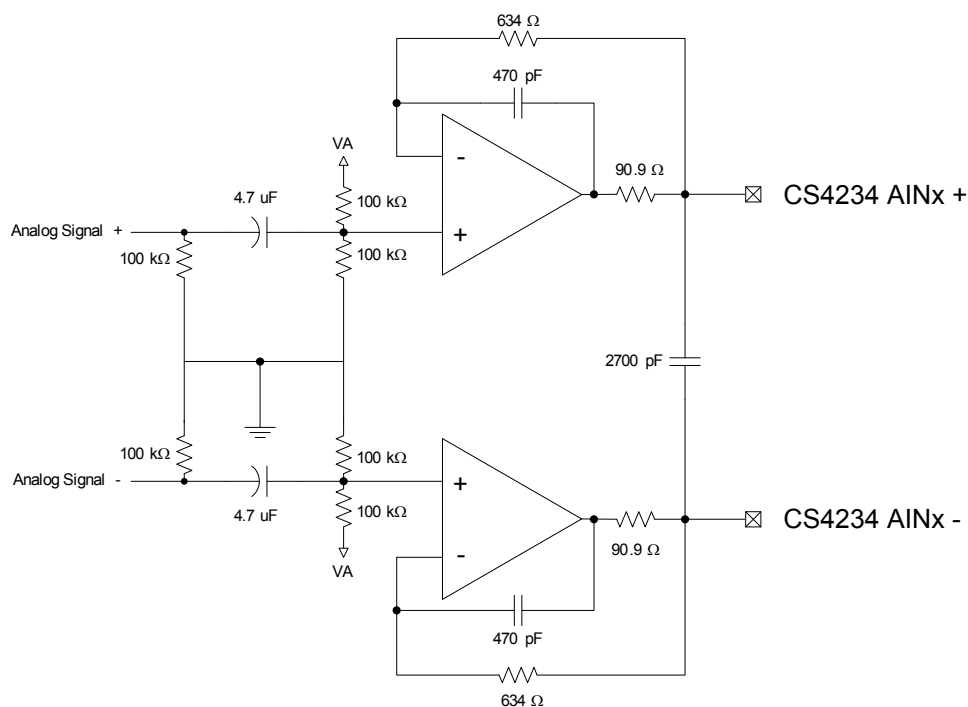 634 Ω
470 pF
VA
-
90.9 Ω
4.7 uF
100 kΩ
CS4234 AINx +
Analog Signal +
+
100 kΩ
100 kΩ
2700 pF
100 kΩ
100 kΩ
Analog Signal -
+
4.7 uF
100 kΩ
CS4234 AINx -
-
90.9 Ω
VA
470 pF
634 Ω